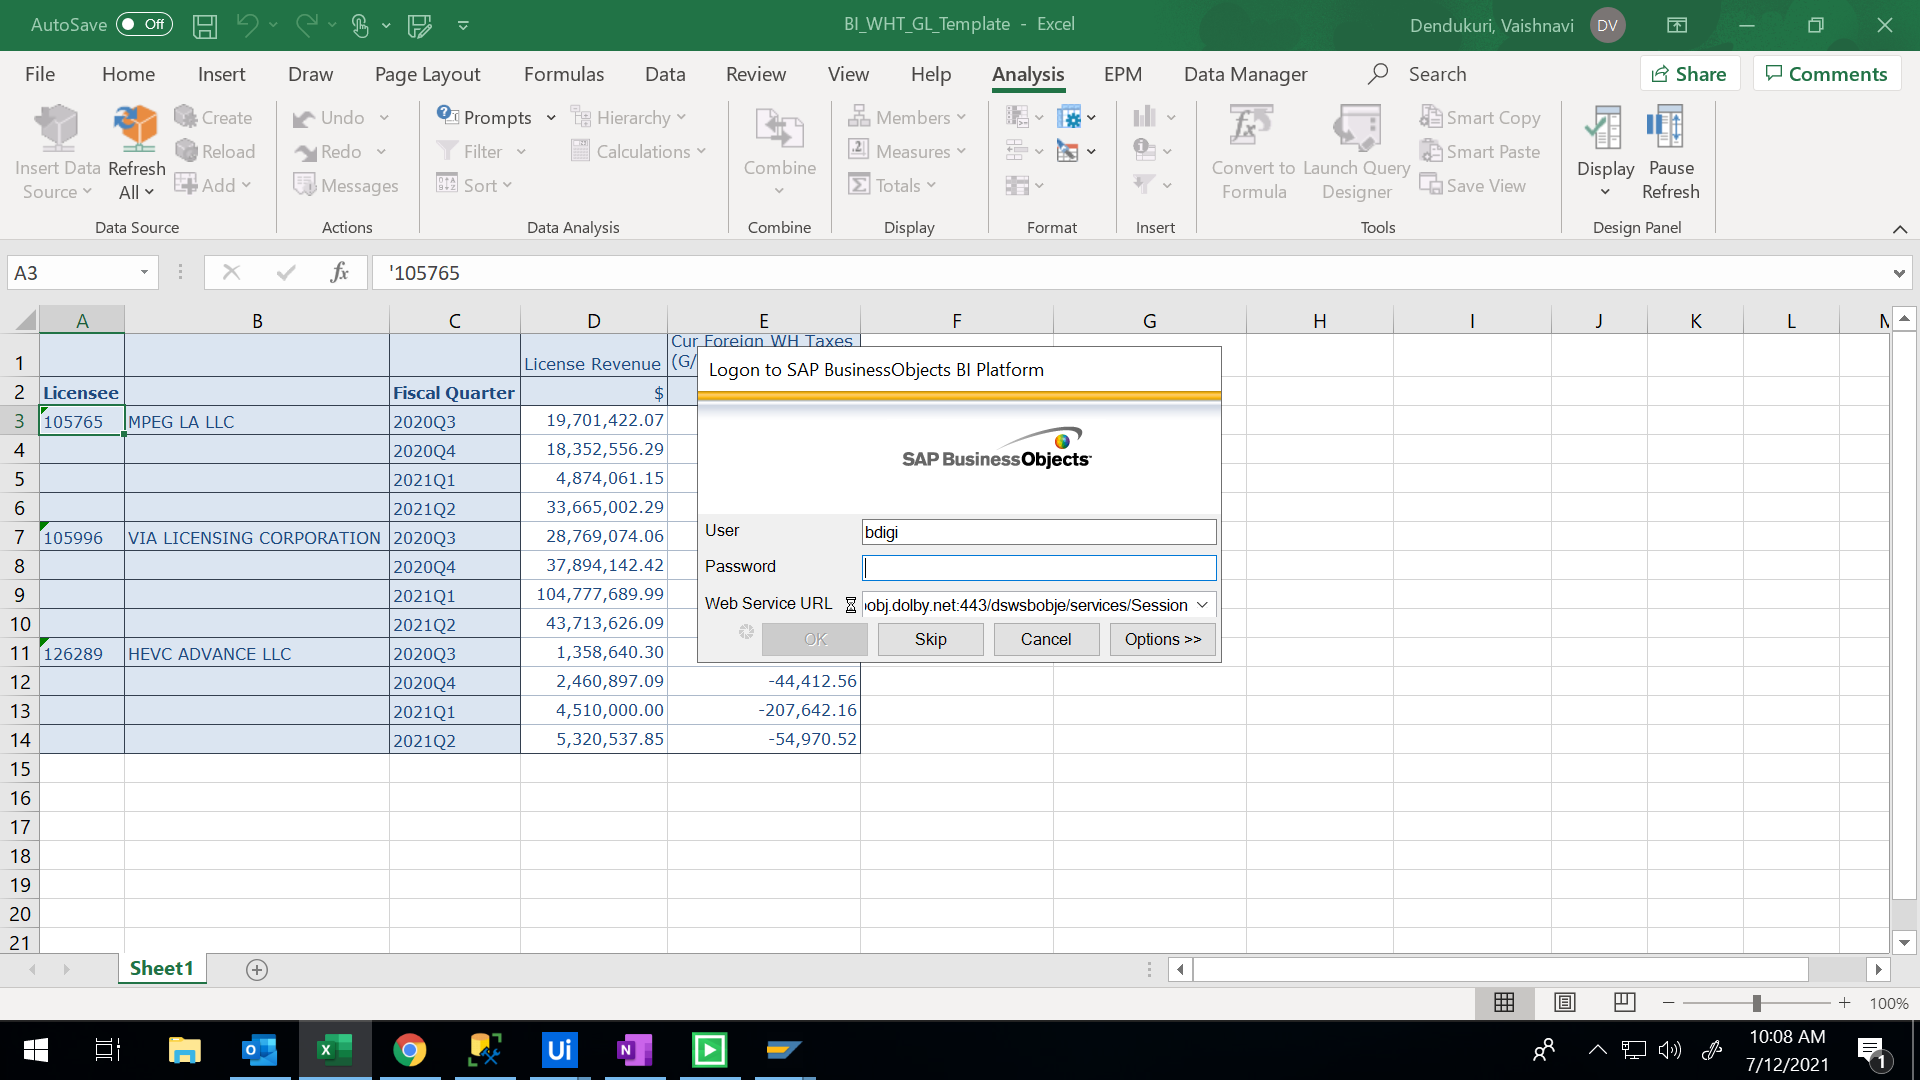 AutoSave Off BI_WHT_GL_Template - Excel Dendukuri, Vaishnavi DV
File Home Insert Draw Page Layout Formulas Data Review View Help Analysis EPM Data Manager Search Share Comments
Insert Data Source
Refresh All
Create
Reload
Add
Data Source
Undo
Redo
Messages
Actions
Prompts
Filter
Sort
Hierarchy
Calculations
Data Analysis
Combine
Combine
Members
Measures
Totals
Display
Format
Insert
Convert to Formula
Launch Query Designer
Smart Copy
Smart Paste
Save View
Tools
Display
Pause Refresh
Design Panel
A3 fx '105765
A B C D E F G H I J K L
1 License Revenue Cur Foreign WH Taxes (G/
2 Licensee Fiscal Quarter $
3 105765 MPEG LA LLC 2020Q3 19,701,422.07
4 2020Q4 18,352,556.29
5 2021Q1 4,874,061.15
6 2021Q2 33,665,002.29
7 105996 VIA LICENSING CORPORATION 2020Q3 28,769,074.06
8 2020Q4 37,894,142.42
9 2021Q1 104,777,689.99
10 2021Q2 43,713,626.09
11 126289 HEVC ADVANCE LLC 2020Q3 1,358,640.30
12 2020Q4 2,460,897.09 -44,412.56
13 2021Q1 4,510,000.00 -207,642.16
14 2021Q2 5,320,537.85 -54,970.52
15
16
17
18
19
20
21
Logon to SAP BusinessObjects BI Platform
SAP BusinessObjects
User bdigi
Password
Web Service URL obj.dolby.net:443/dswsbobje/services/Session
OK Skip Cancel Options >>
Sheet1
100%
10:08 AM
7/12/2021
1